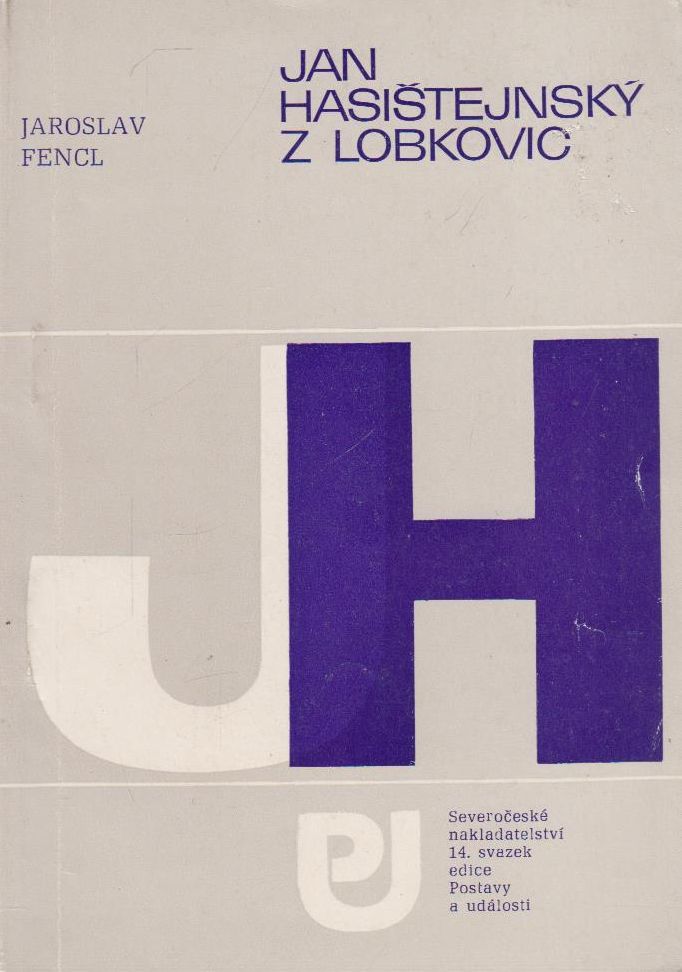 JAROSLAV
FENCL
JAN
HASIŠTEJNSKÝ
Z LOBKOVIC
JH
Severočeské
nakladatelství
14. svazek
edice
Postavy
a události